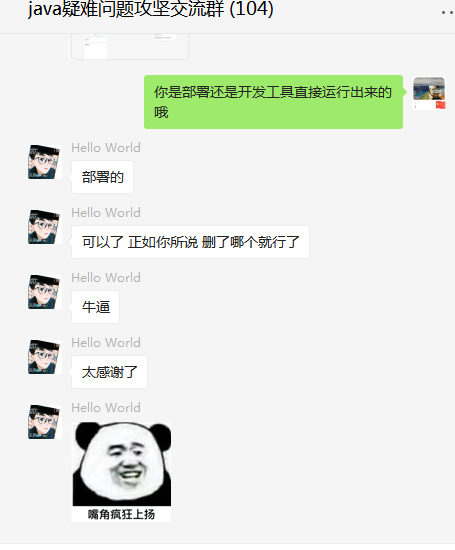 java疑难问题攻坚交流群 (104)
你是部署还是开发工具直接运行出来的
哦
Hello World
部署的
Hello World
可以了 正如你所说 删了哪个就行了
Hello World
牛逼
Hello World
太感谢了
Hello World
嘴角疯狂上扬